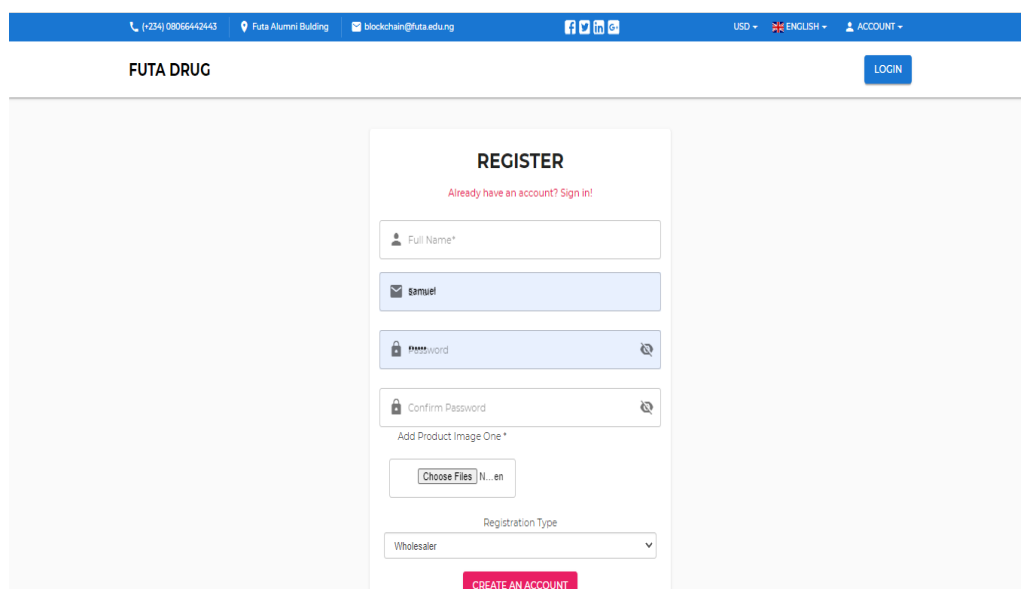 (+234) 08066442443 Futa Alumni Bulding blockchain@futa.edu.ng USD ENGLISH ACCOUNT
FUTA DRUG LOGIN
REGISTER
Already have an account? Sign in!
Full Name*
samuel
Password
Confirm Password
Add Product Image One *
Choose Files N...en
Registration Type
Wholesaler
CREATE AN ACCOUNT